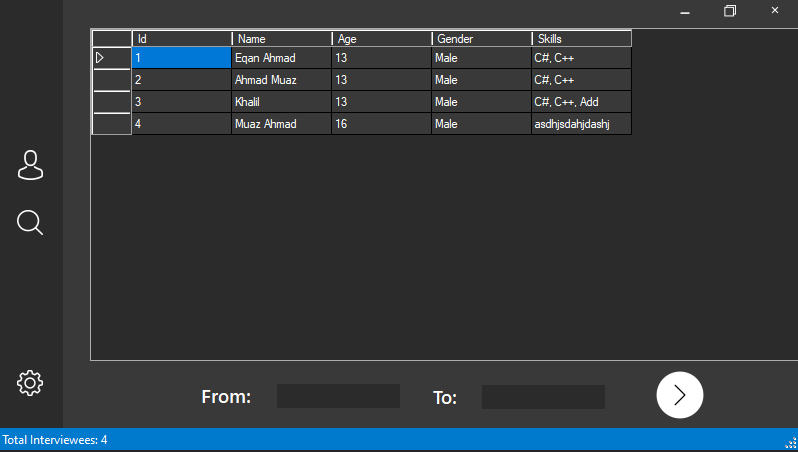 Id Name Age Gender Skills
1 Eqan Ahmad 13 Male C#, C++
2 Ahmad Muaz 13 Male C#, C++
3 Khalil 13 Male C#, C++, Add
4 Muaz Ahmad 16 Male asdhjsdahjdashj
From: To:
Total Interviewees: 4